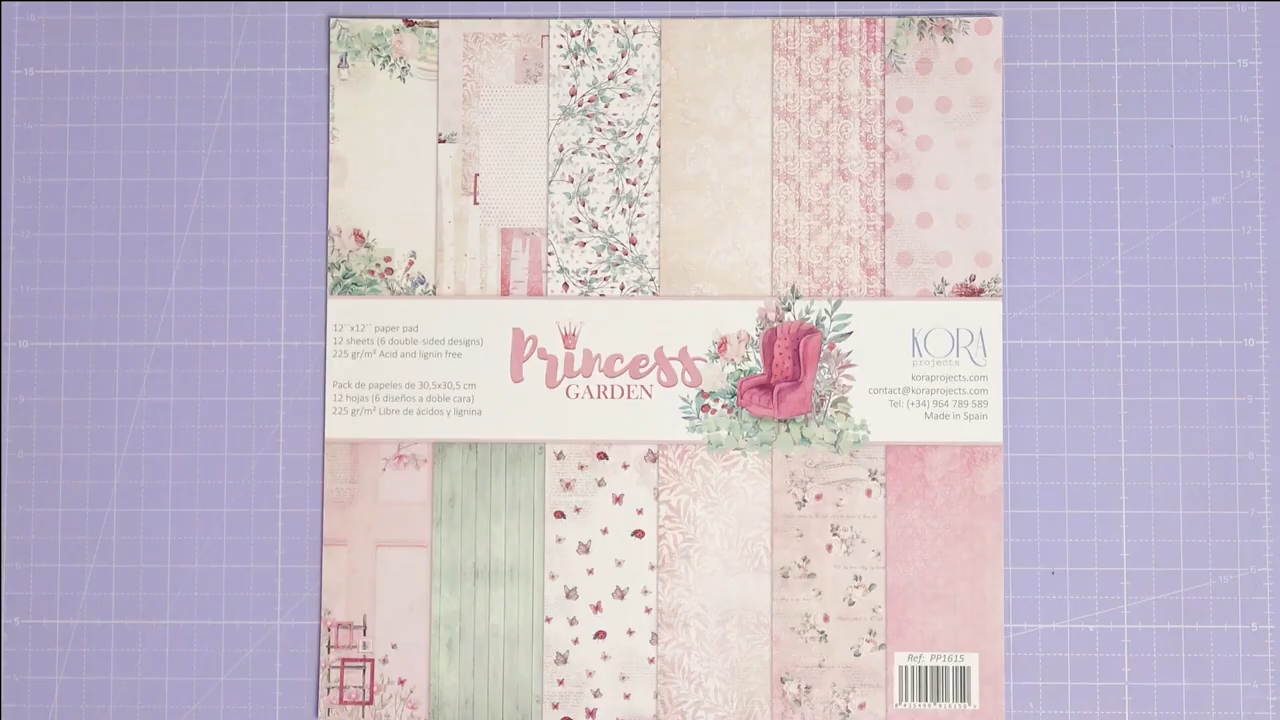 12´´x12´´ paper pad
12 sheets (6 double-sided designs)
225 gr/m² Acid and lignin free
Pack de papeles de 30,5x30,5 cm
12 hojas (6 diseños a doble cara)
225 gr/m² Libre de ácidos y lignina
Princess
GARDEN
KORA
projects
koraprojects.com
contact@koraprojects.com
Tel: (+34) 964 789 589
Made in Spain
Ref: PP1615